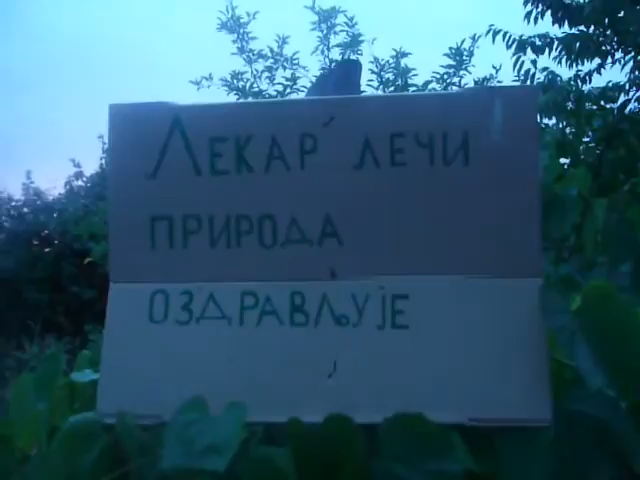 Лекар лечи
природа
оздрављује